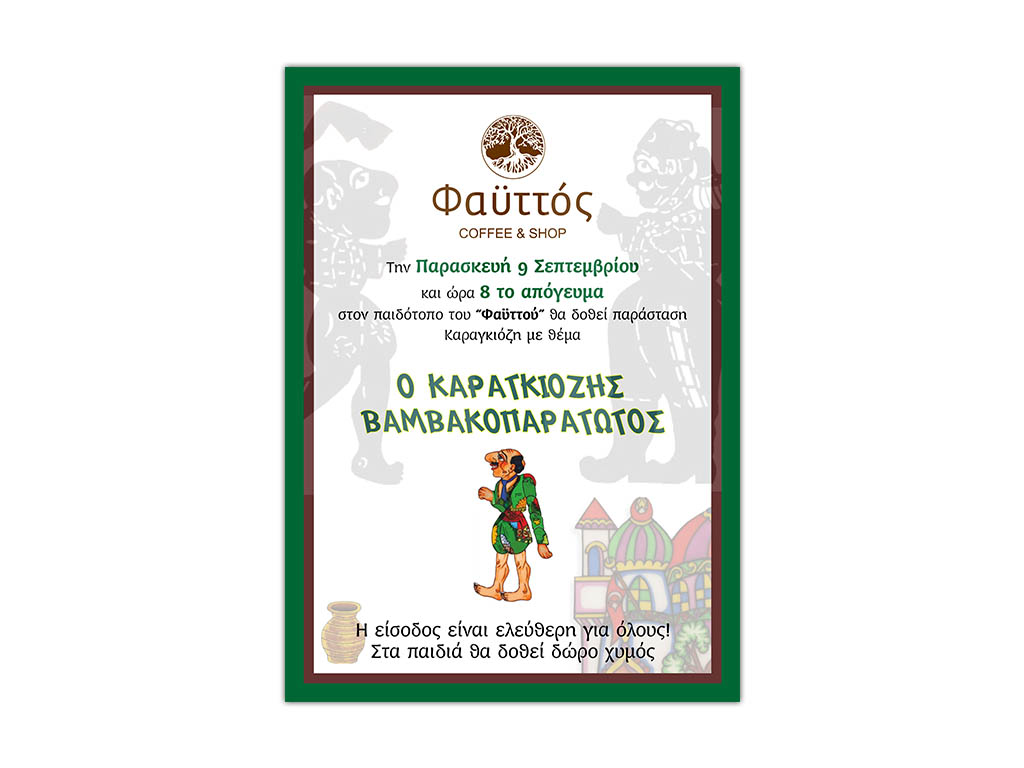 Φαϋττός
COFFEE & SHOP
Την Παρασκευή 9 Σεπτεμβρίου
και ώρα 8 το απόγευμα
στον παιδότοπο του “Φαϋττού” θα δοθεί παράσταση
Καραγκιόζη με θέμα
Ο ΚΑΡΑΓΚΙΟΖΗΣ
ΒΑΜΒΑΚΟΠΑΡΑΓΩΓΟΣ
Η είσοδος είναι ελεύθερη για όλους!
Στα παιδιά θα δοθεί δώρο χυμός